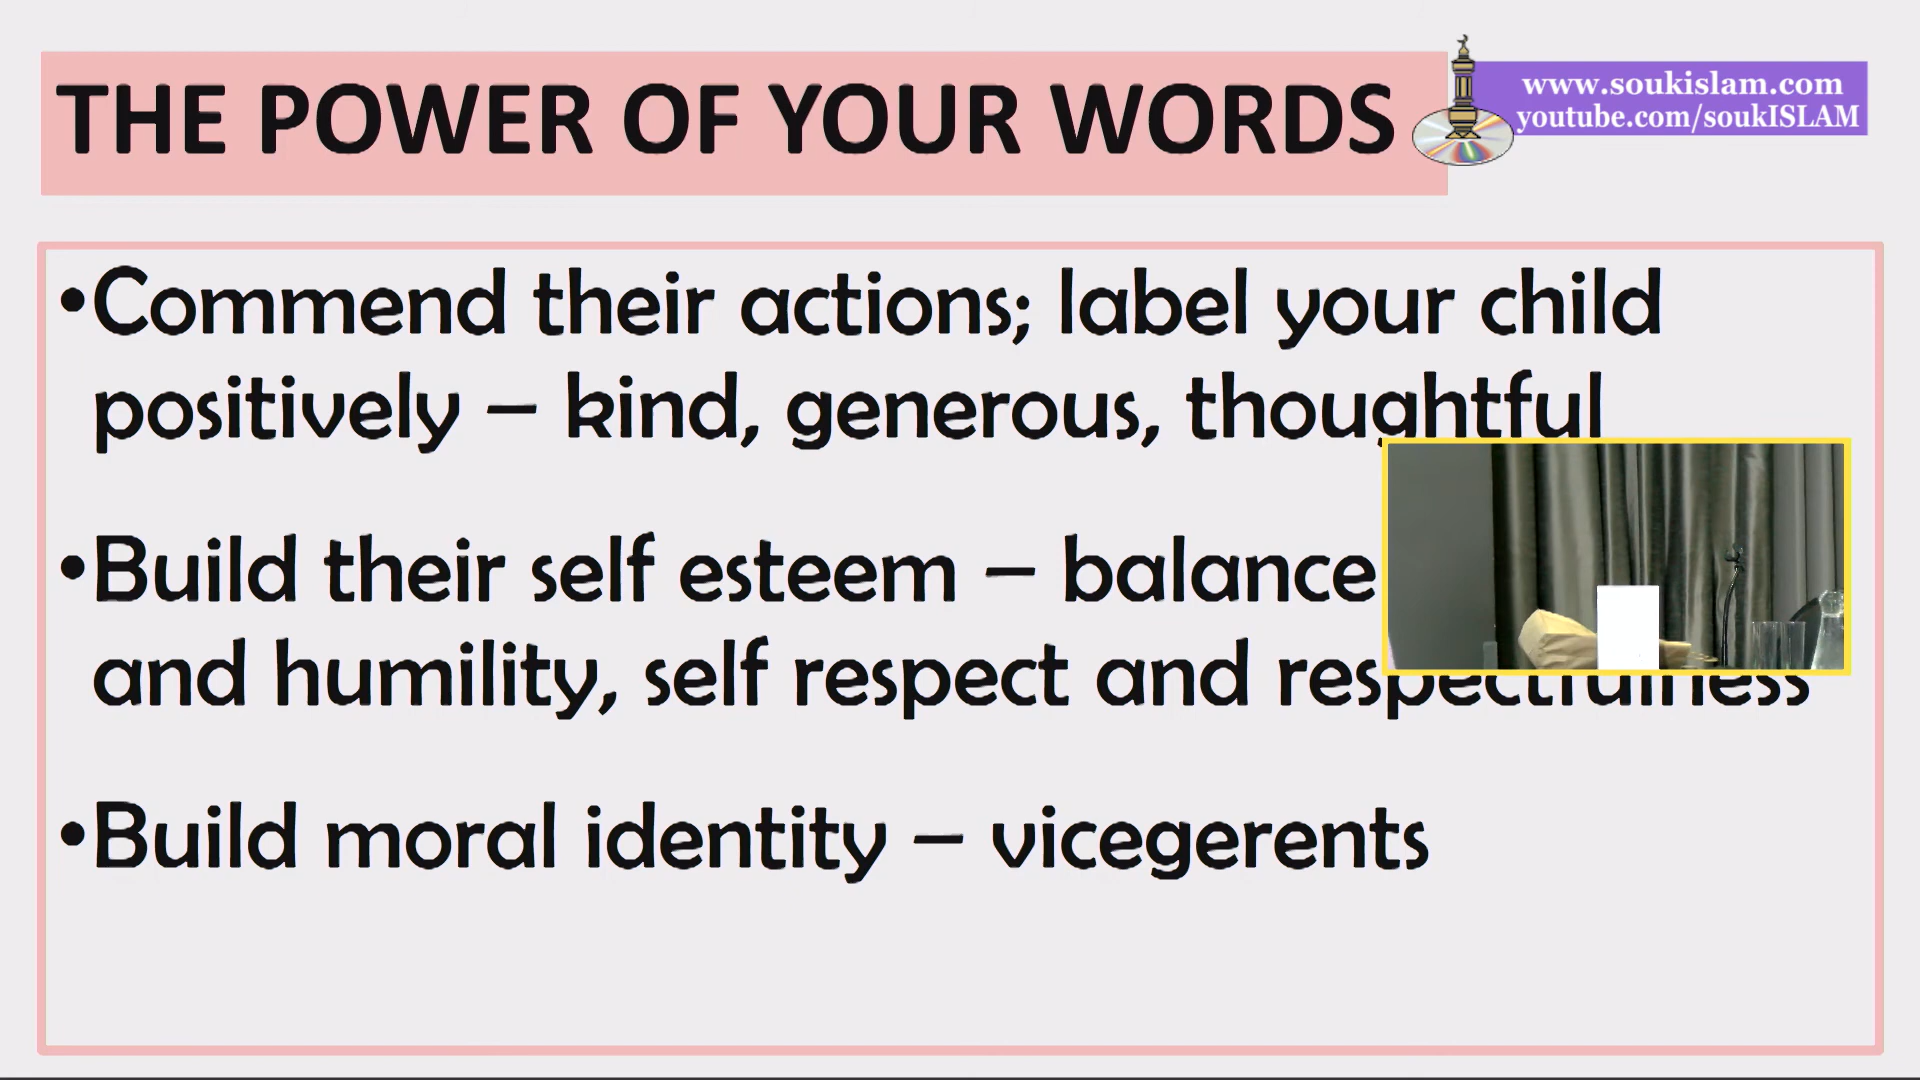 THE POWER OF YOUR WORDS
www.soukislam.com
youtube.com/soukISLAM
•Commend their actions; label your child
positively – kind, generous, thoughtful
•Build their self esteem – balance
and humility, self respect and respectfulness
•Build moral identity – vicegerents